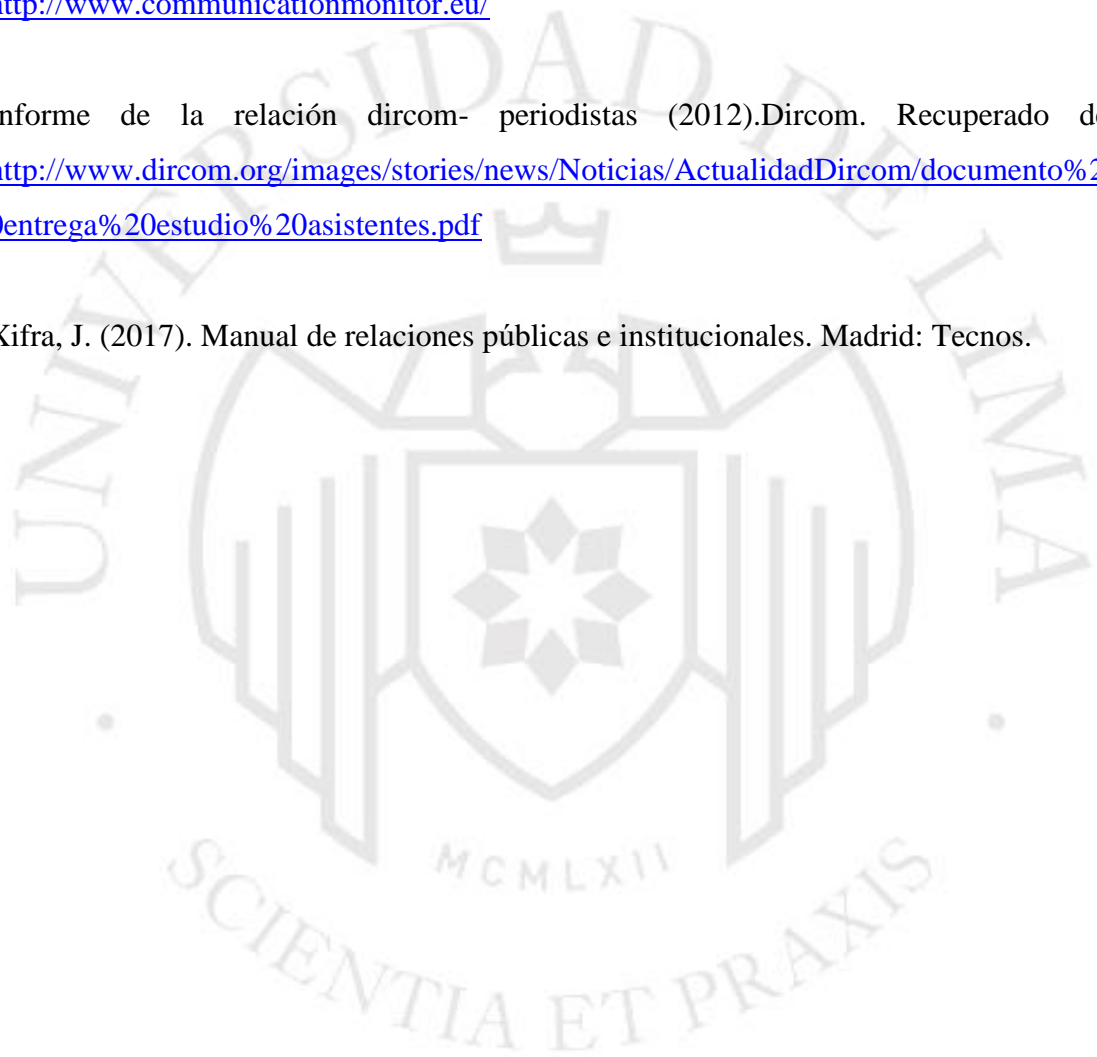 http://www.communicationmonitor.eu/
nforme de la relación dircom- periodistas (2012).Dircom. Recuperado de
http://www.dircom.org/images/stories/news/Noticias/ActualidadDircom/documento%2
0entrega%20estudio%20asistentes.pdf
Xifra, J. (2017). Manual de relaciones públicas e institucionales. Madrid: Tecnos.
UNIVERSIDAD DE LIMA
MCMLXII
SCIENTIA ET PRAXIS